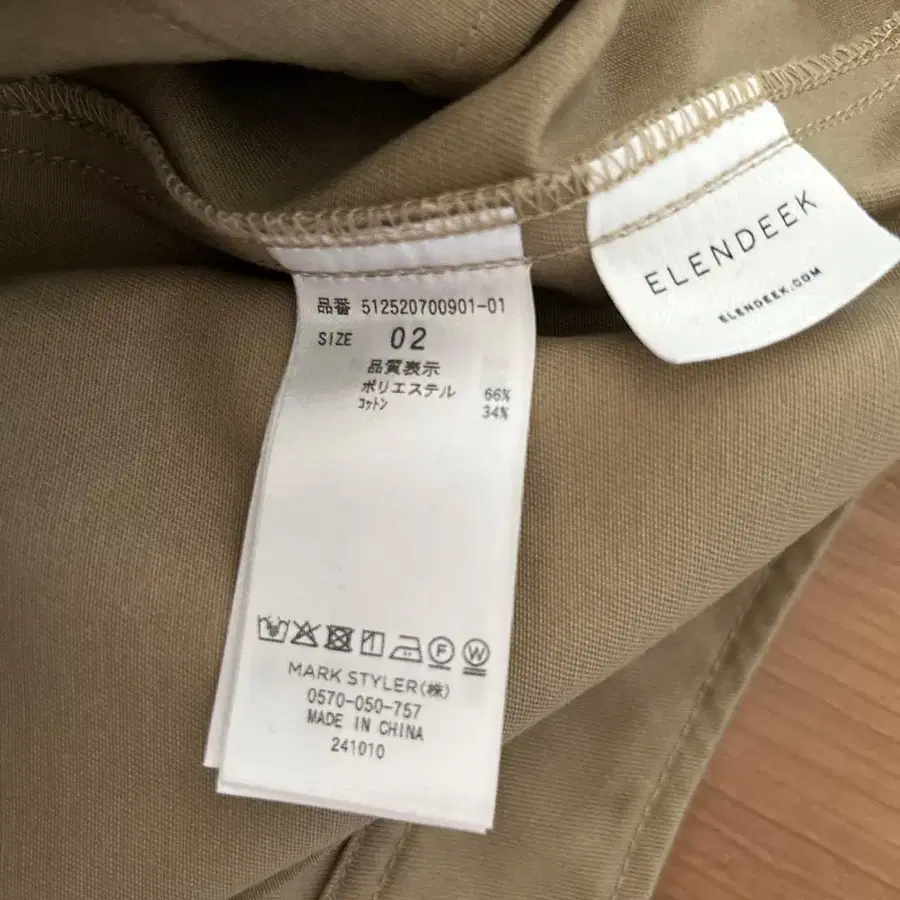 品番 512520700901-01
SIZE 02
品質表示
ポリエステル 66%
コットン 34%
F W
MARK STYLER(株)
0570-050-757
MADE IN CHINA
241010
ELENDEEK
ELENDEEK.COM